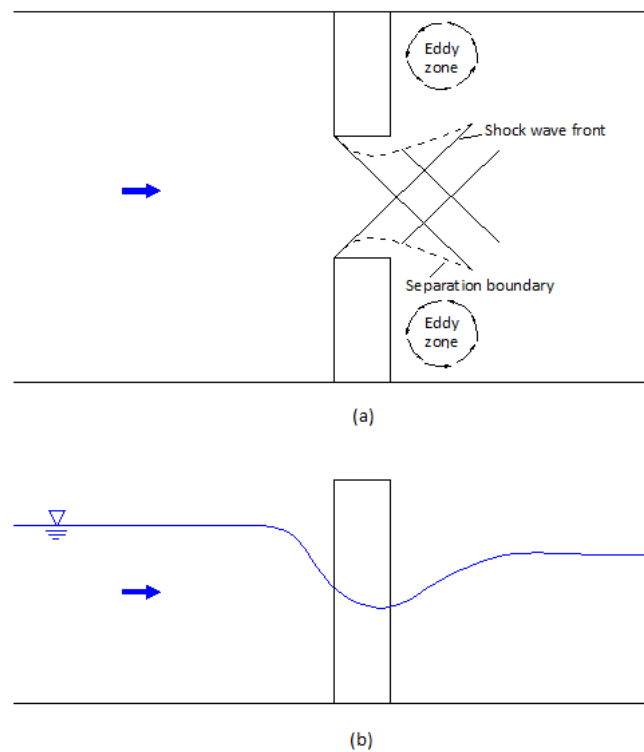 Eddy
zone
Shock wave front
Separation boundary
Eddy
zone
(a)
(b)